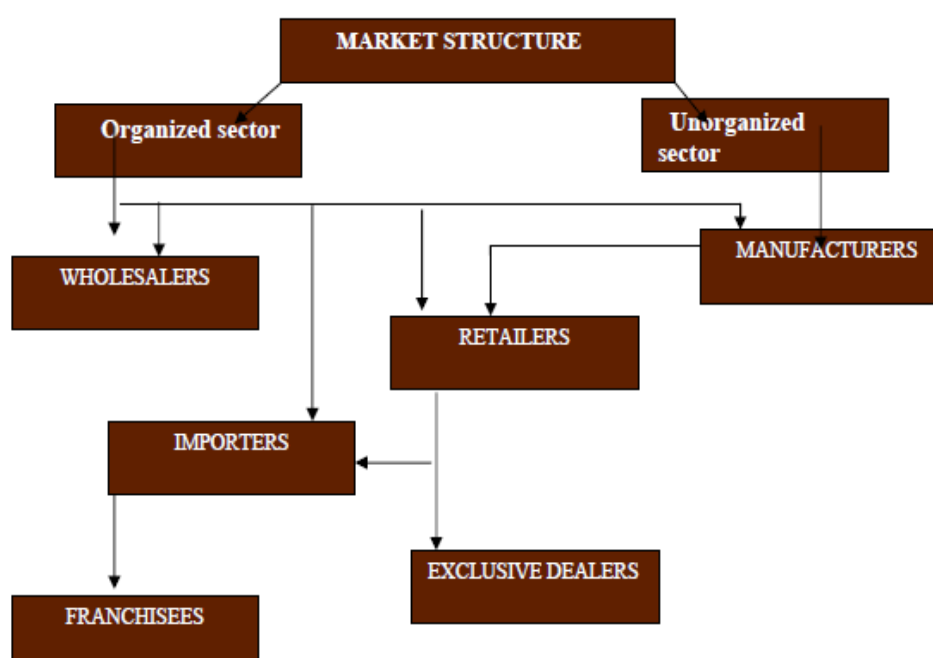 MARKET STRUCTURE
Organized sector
Unorganized
sector
MANUFACTURERS
WHOLESALERS
RETAILERS
IMPORTERS
EXCLUSIVE DEALERS
FRANCHISEES